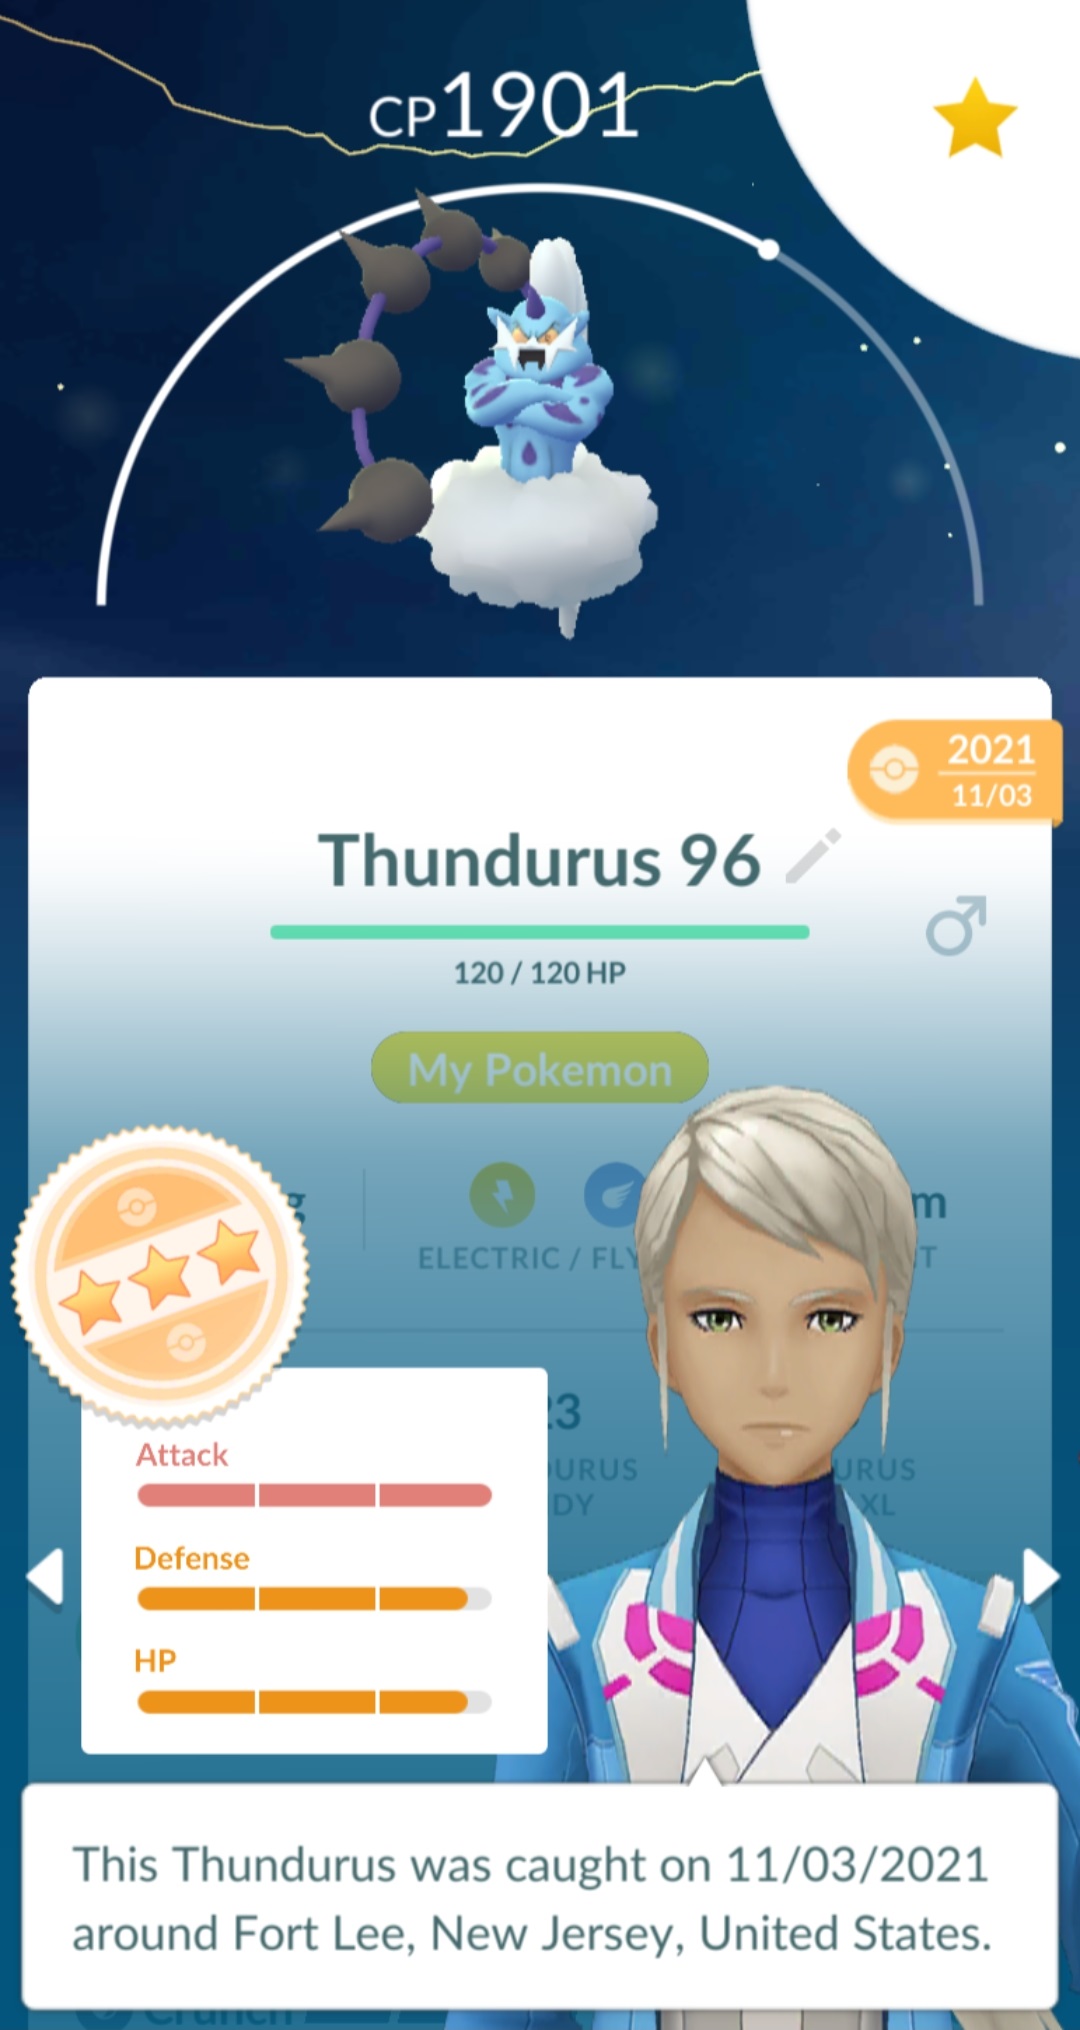 CP1901
2021
11/03
Thundurus 96
120 / 120 HP
My Pokemon
ELECTRIC / FLY
Attack
Defense
HP
This Thundurus was caught on 11/03/2021
around Fort Lee, New Jersey, United States.
Crunch